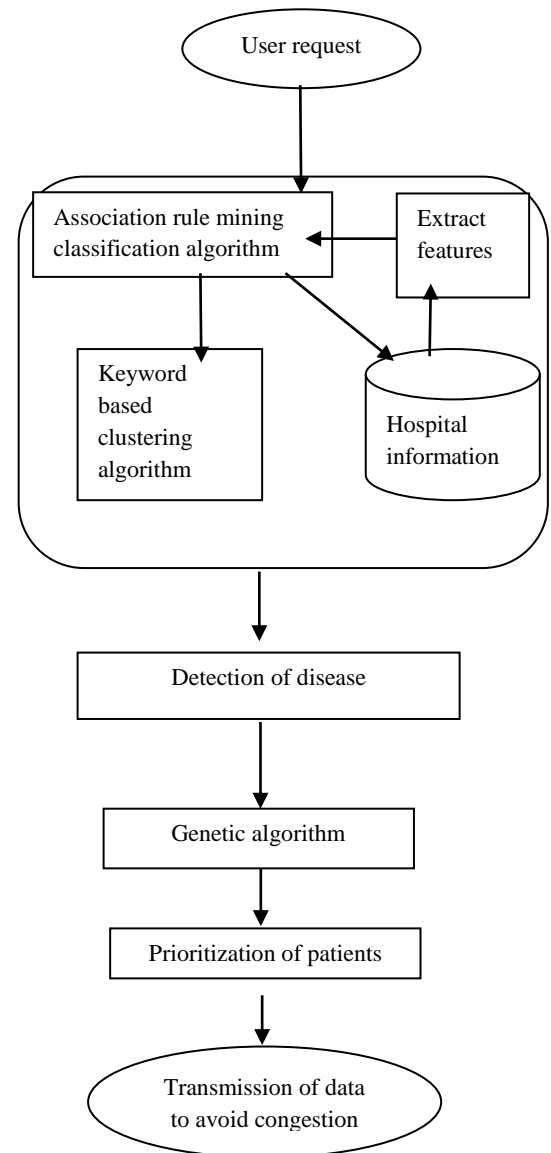 User request
Association rule mining
classification algorithm
Extract
features
Keyword
based
clustering
algorithm
Hospital
information
Detection of disease
Genetic algorithm
Prioritization of patients
Transmission of data
to avoid congestion